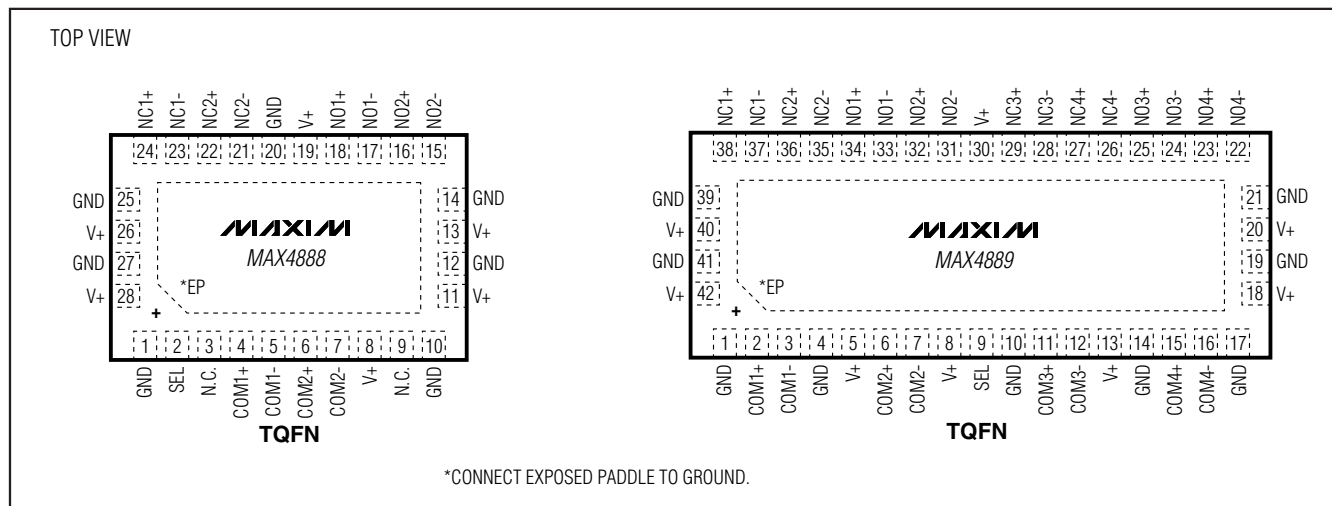 TOP VIEW
NC1+ NC1- NC2+ NC2- GND V+ NO1+ NO1- NO2+ NO2-
24 23 22 21 20 19 18 17 16 15
GND 25 14 GND
V+ 26 13 V+
GND 27 12 GND
V+ 28 11 V+
MAXIM
MAX4888
*EP
+
1 2 3 4 5 6 7 8 9 10
GND SEL N.C. COM1+ COM1- COM2+ COM2- V+ N.C. GND
TQFN
NC1+ NC1- NC2+ NC2- NO1+ NO1- NO2+ NO2- V+ NC3+ NC3- NC4+ NC4- NO3+ NO3- NO4+ NO4-
38 37 36 35 34 33 32 31 30 29 28 27 26 25 24 23 22
GND 39 21 GND
V+ 40 20 V+
GND 41 19 GND
V+ 42 18 V+
MAXIM
MAX4889
*EP
+
1 2 3 4 5 6 7 8 9 10 11 12 13 14 15 16 17
GND COM1+ COM1- GND V+ COM2+ COM2- V+ SEL GND COM3+ COM3- V+ GND COM4+ COM4- GND
TQFN
*CONNECT EXPOSED PADDLE TO GROUND.